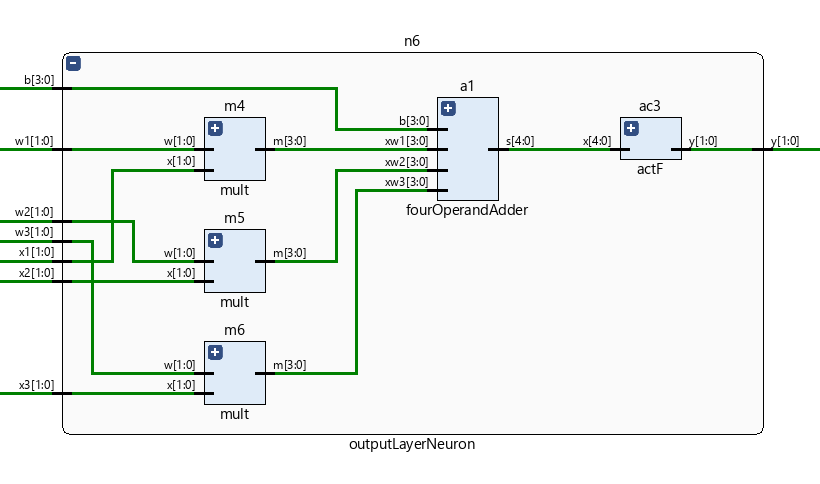 n6
b[3:0]
a1
m4
ac3
b[3:0]
w1[1:0]
w[1:0]
m[3:0]
xw1[3:0]
s[4:0]
x[4:0]
y[1:0]
y[1:0]
x[1:0]
xw2[3:0]
actF
mult
xw3[3:0]
fourOperandAdder
w2[1:0]
m5
w3[1:0]
x1[1:0]
w[1:0]
m[3:0]
x2[1:0]
x[1:0]
mult
m6
w[1:0]
m[3:0]
x3[1:0]
x[1:0]
mult
outputLayerNeuron